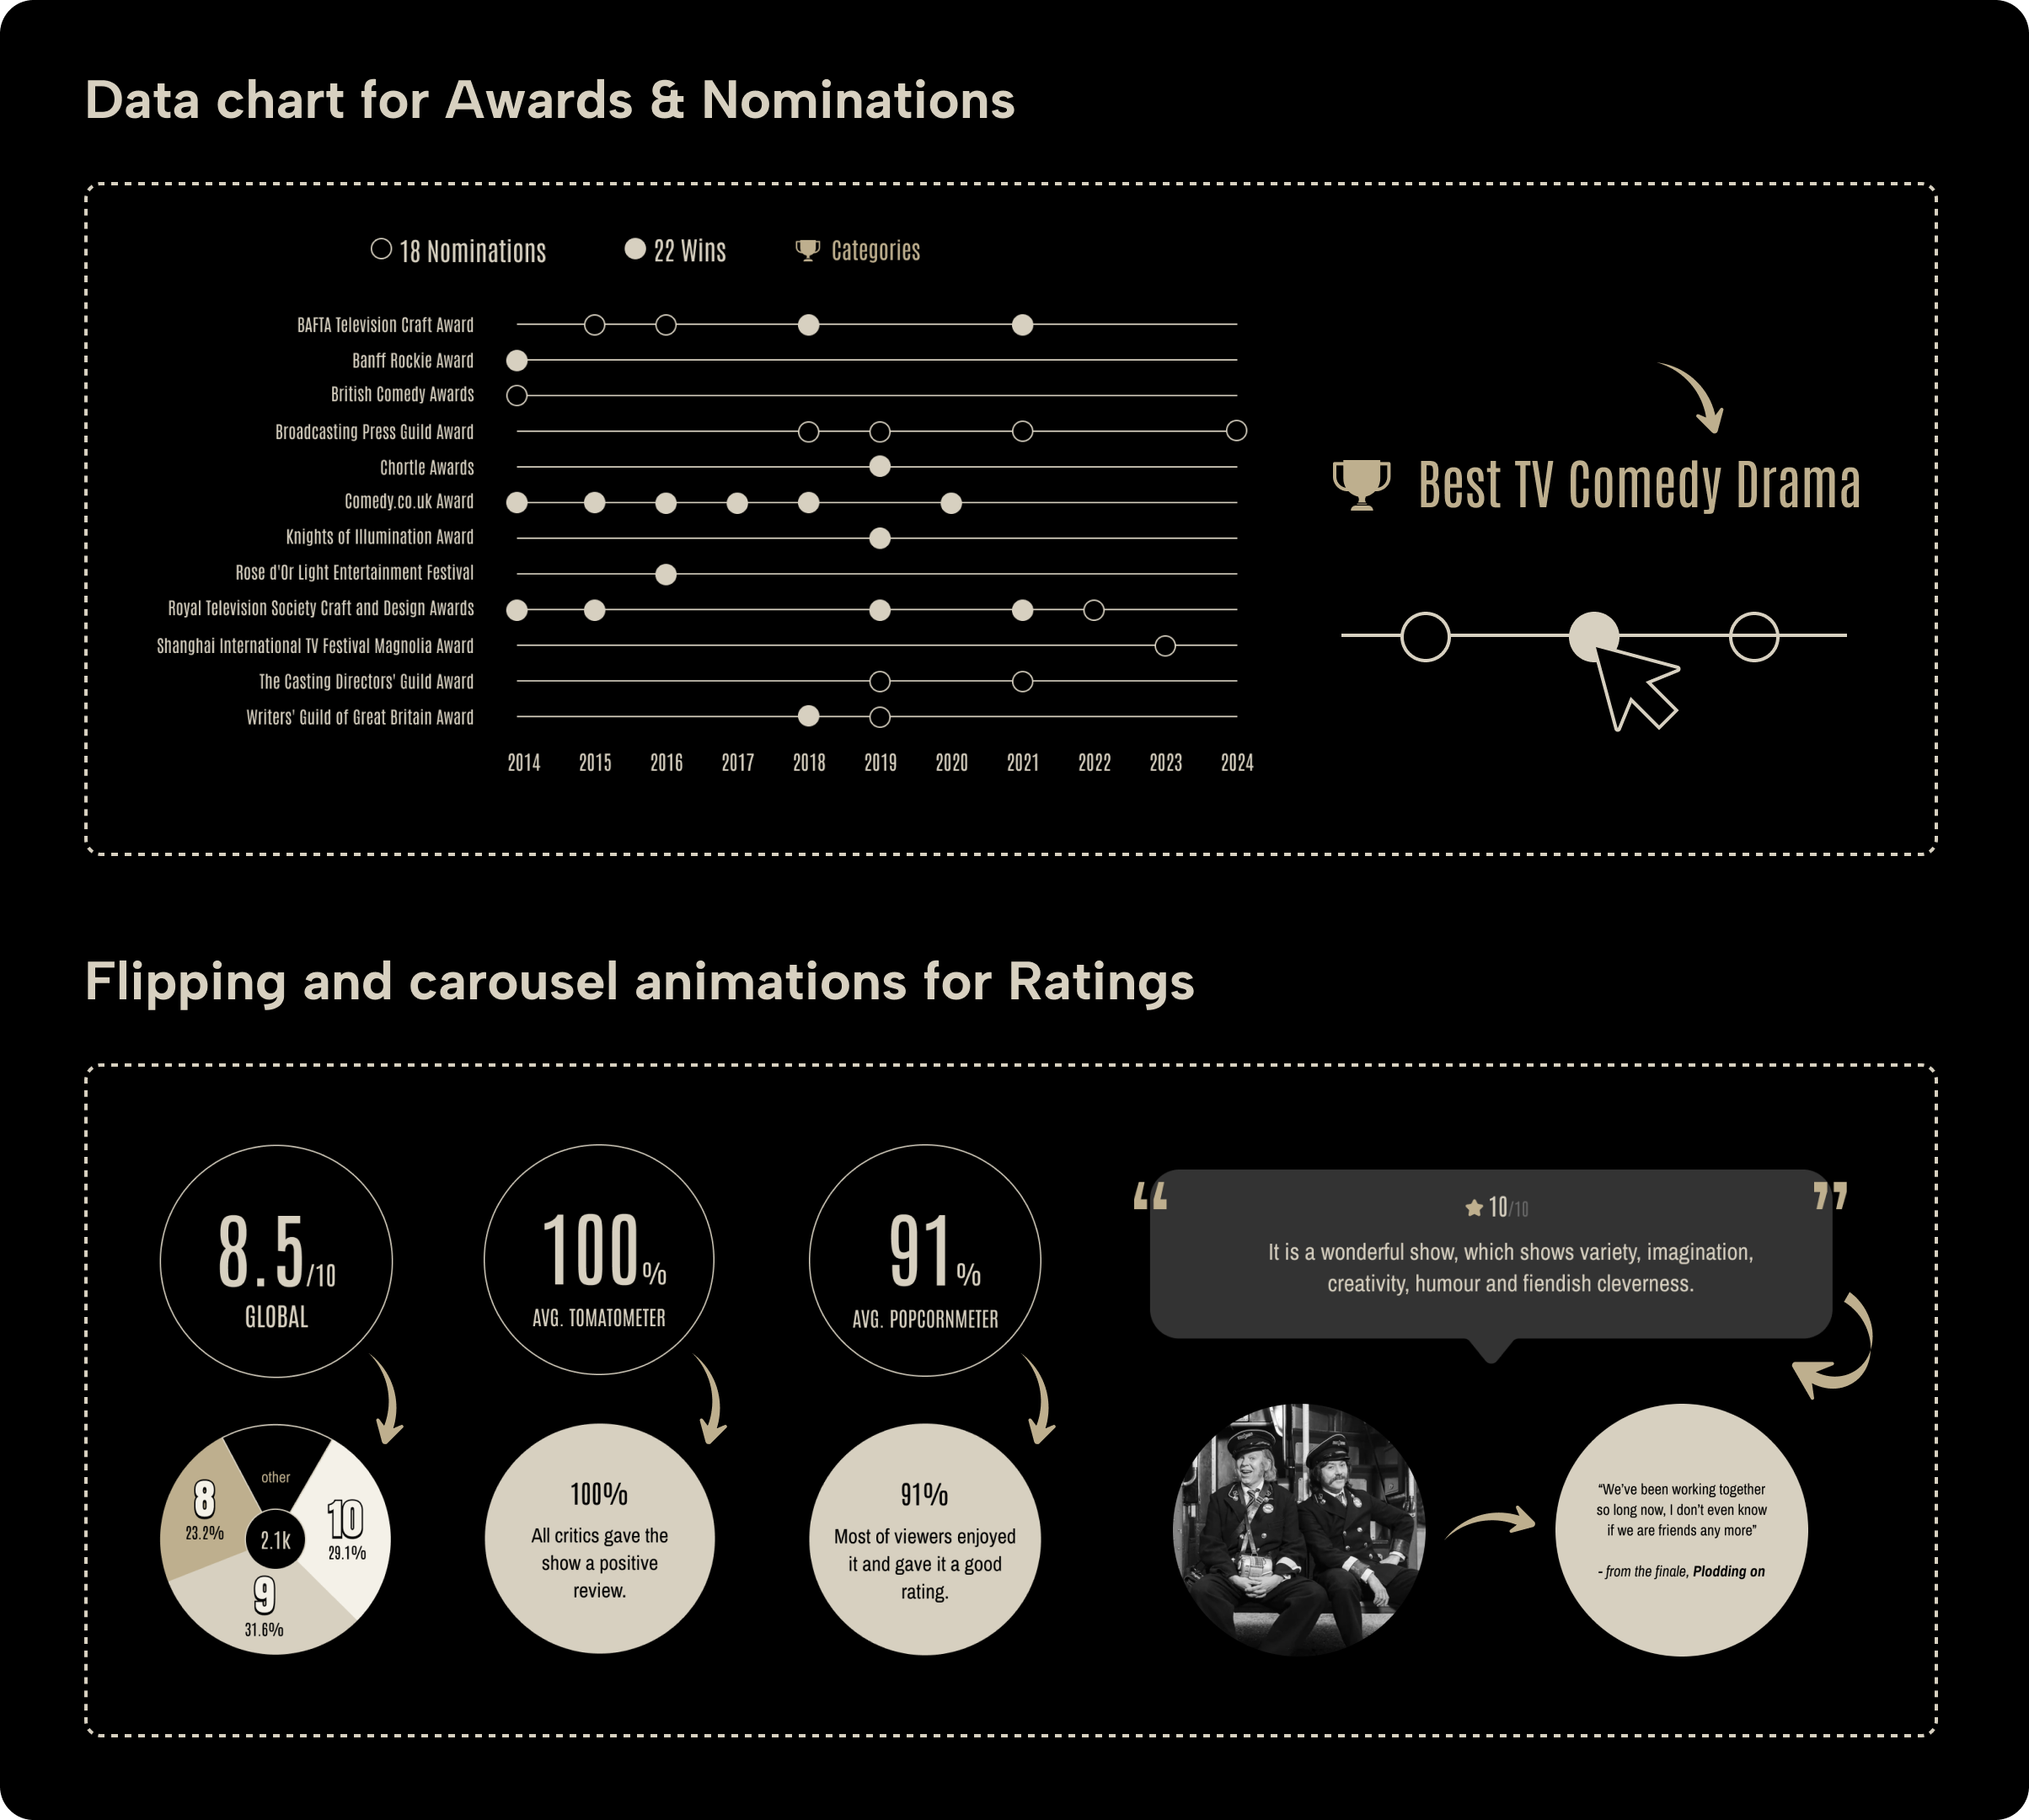 Data chart for Awards & Nominations
18 Nominations
22 Wins
Categories
BAFTA Television Craft Award
Banff Rockie Award
British Comedy Awards
Broadcasting Press Guild Award
Chortle Awards
Comedy.co.uk Award
Knights of Illumination Award
Rose d'Or Light Entertainment Festival
Royal Television Society Craft and Design Awards
Shanghai International TV Festival Magnolia Award
The Casting Directors' Guild Award
Writers' Guild of Great Britain Award
2014 2015 2016 2017 2018 2019 2020 2021 2022 2023 2024
Best TV Comedy Drama
Flipping and carousel animations for Ratings
8.5/10
GLOBAL
100%
AVG. TOMATOMETER
91%
AVG. POPCORNMETER
“
”
10/10
It is a wonderful show, which shows variety, imagination,
creativity, humour and fiendish cleverness.
other
8
23.2%
10
29.1%
2.1k
9
31.6%
100%
All critics gave the
show a positive
review.
91%
Most of viewers enjoyed
it and gave it a good
rating.
“We’ve been working together
so long now, I don’t even know
if we are friends any more”
- from the finale, Plodding on